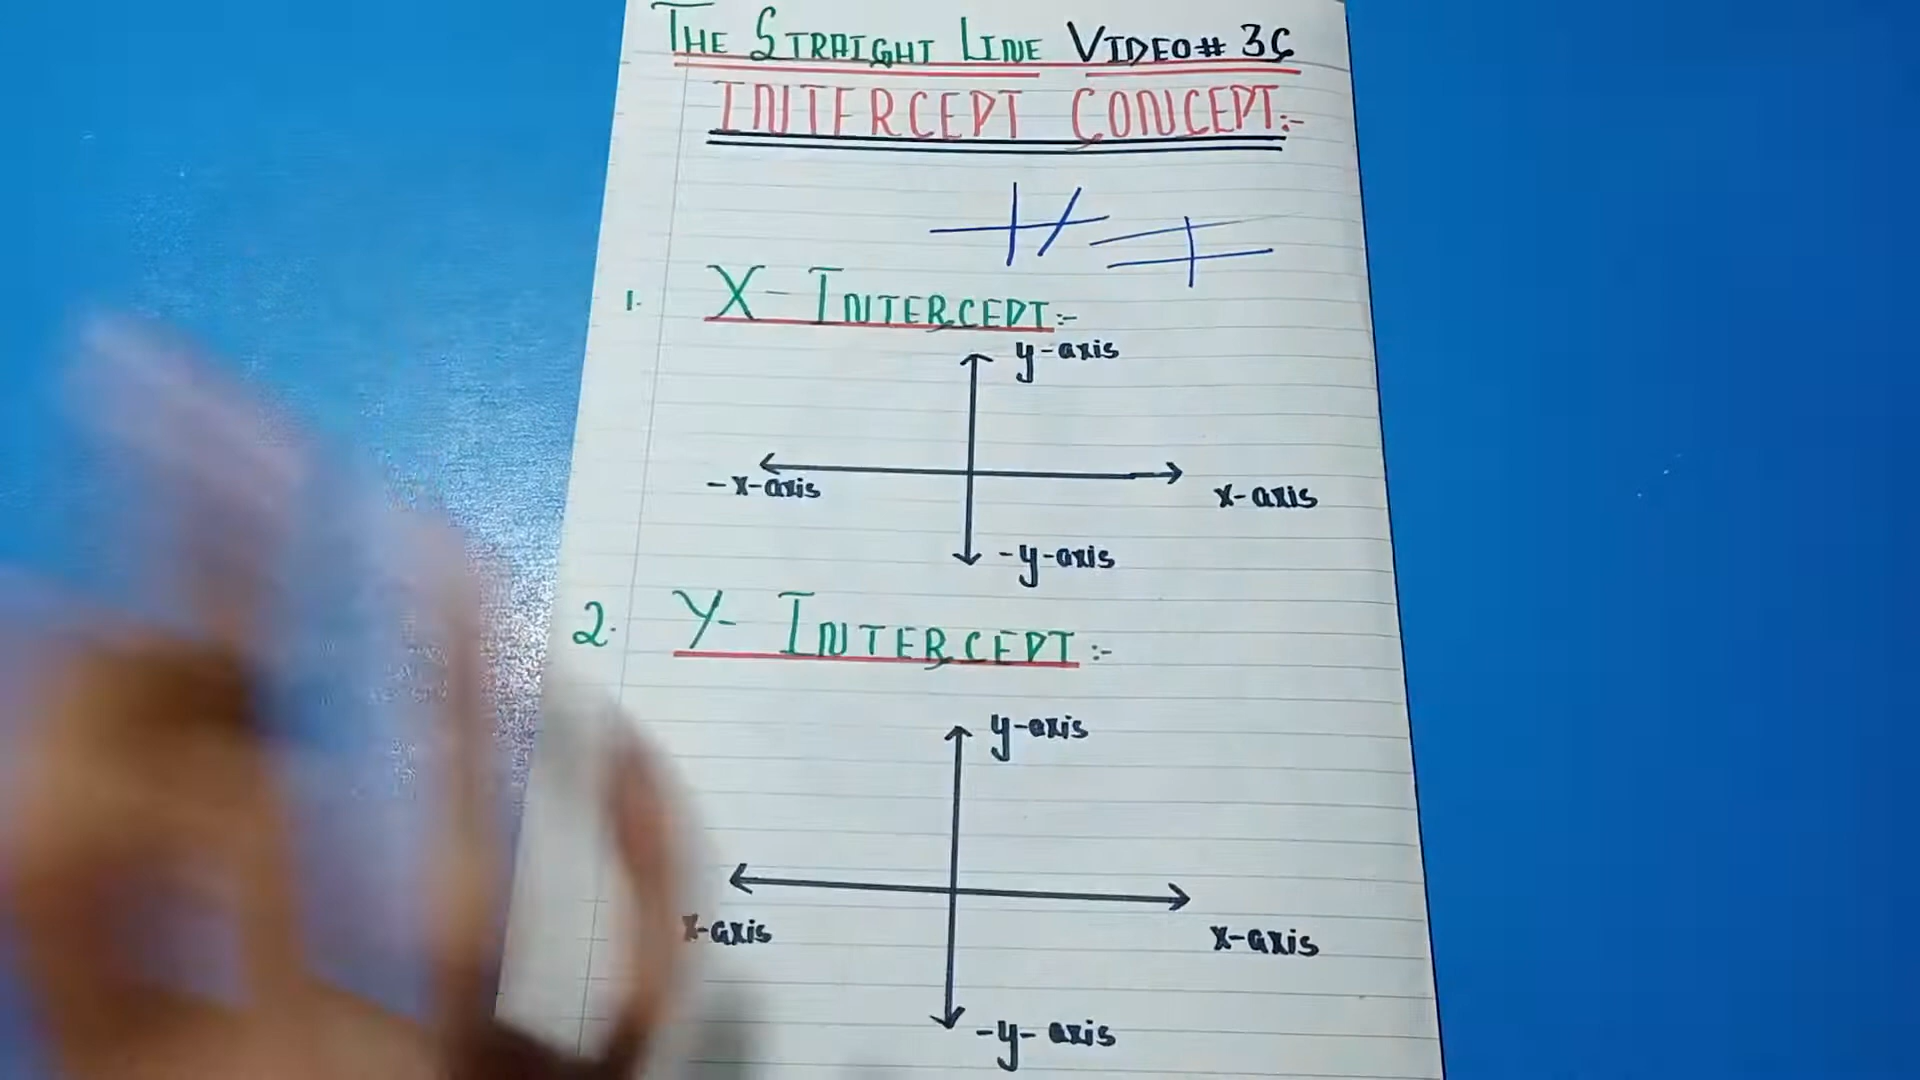 THE STRAIGHT LINE VIDEO# 36
INTERCEPT CONCEPT:-
1. X-INTERCEPT:-
y-axis
-x-axis
x-axis
-y-axis
2. Y-INTERCEPT:-
y-axis
x-axis
x-axis
-y-axis